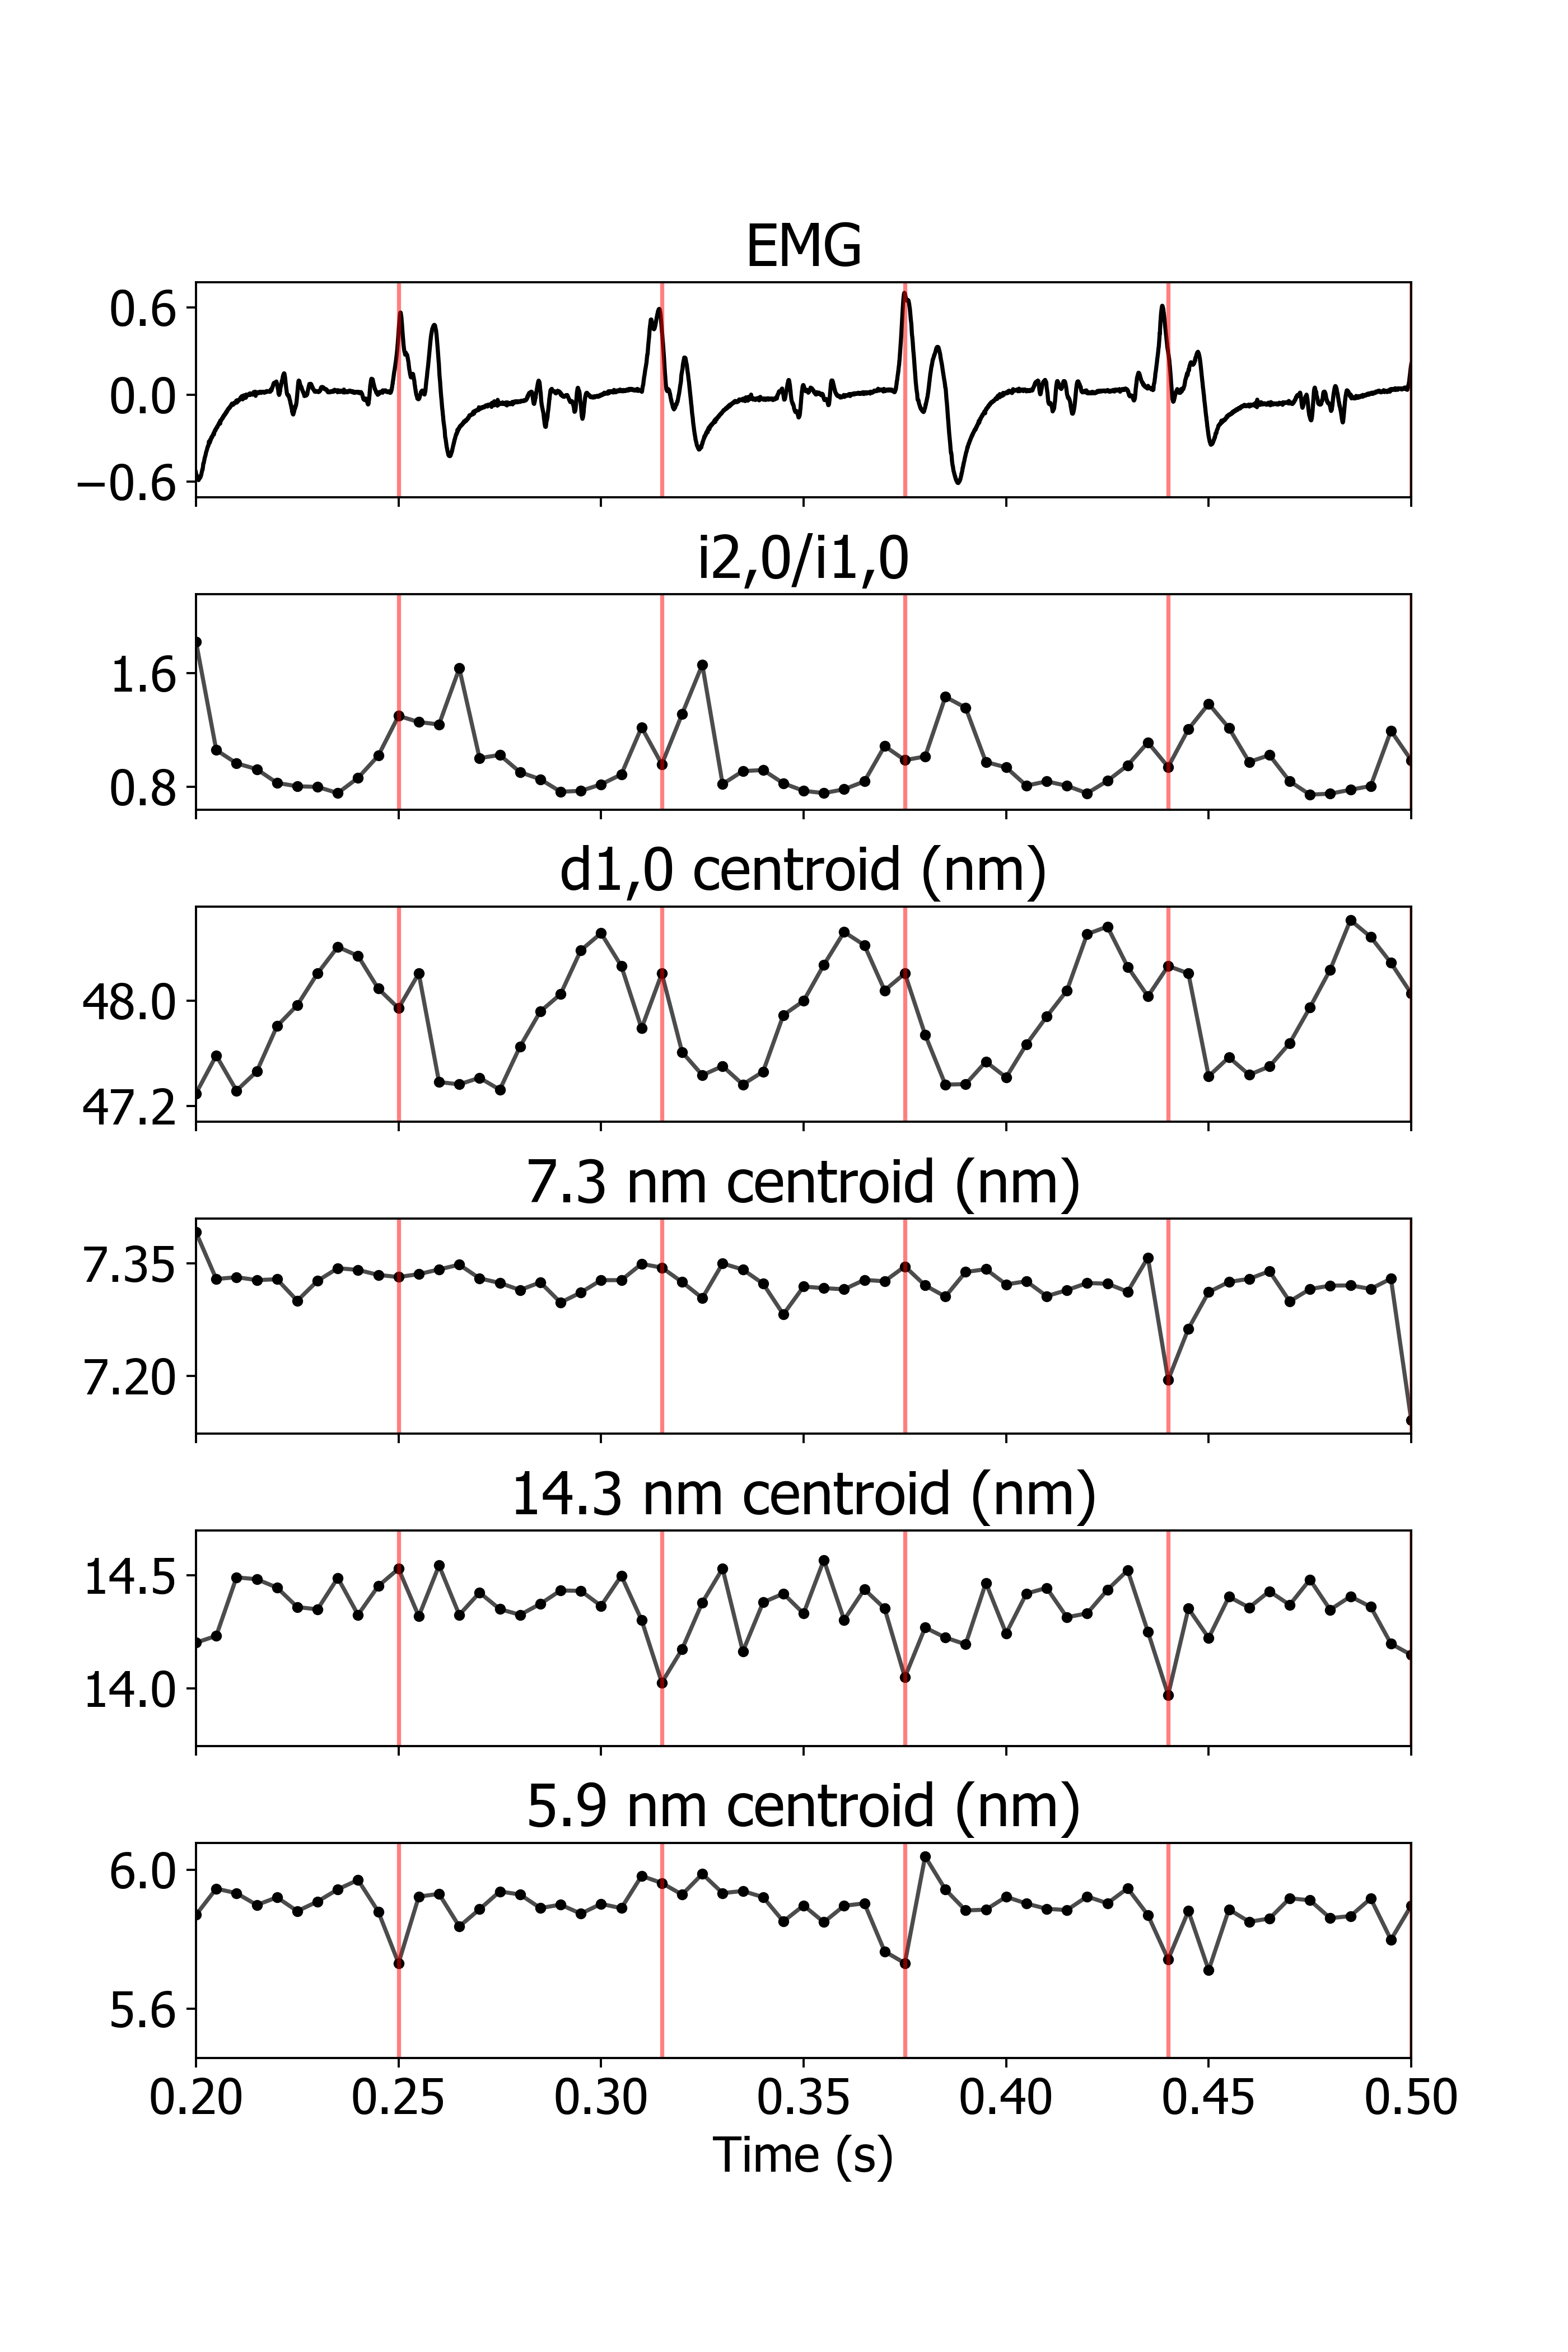 EMG
0.6
0.0
−0.6
i2,0/i1,0
1.6
0.8
d1,0 centroid (nm)
48.0
47.2
7.3 nm centroid (nm)
7.35
7.20
14.3 nm centroid (nm)
14.5
14.0
5.9 nm centroid (nm)
6.0
5.6
0.20 0.25 0.30 0.35 0.40 0.45 0.50
Time (s)